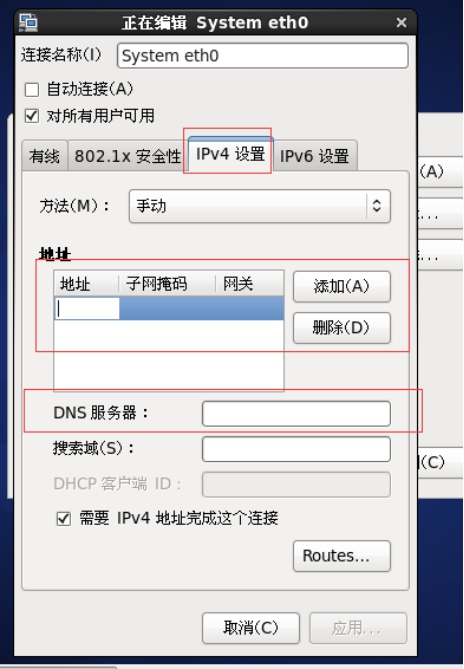 正在编辑 System eth0
连接名称(I) System eth0
自动连接(A)
对所有用户可用
有线 802.1x 安全性 IPv4 设置 IPv6 设置
(A)
方法(M)： 手动
...
地址
...
地址 子网掩码 网关
添加(A)
删除(D)
DNS 服务器：
搜索域(S)：
(C)
DHCP 客户端 ID：
需要 IPv4 地址完成这个连接
Routes...
取消(C) 应用...